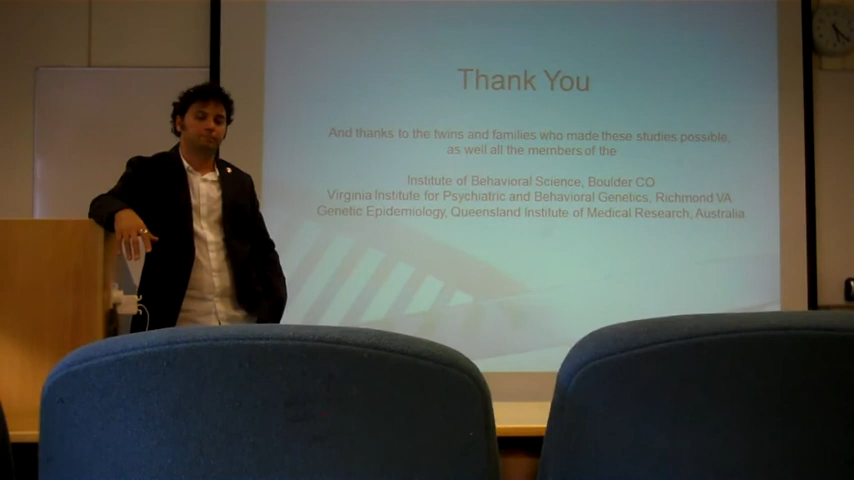 Thank You
And thanks to the twins and families who made these studies possible,
as well all the members of the
Institute of Behavioral Science, Boulder CO
Virginia Institute for Psychiatric and Behavioral Genetics, Richmond VA
Genetic Epidemiology, Queensland Institute of Medical Research, Australia